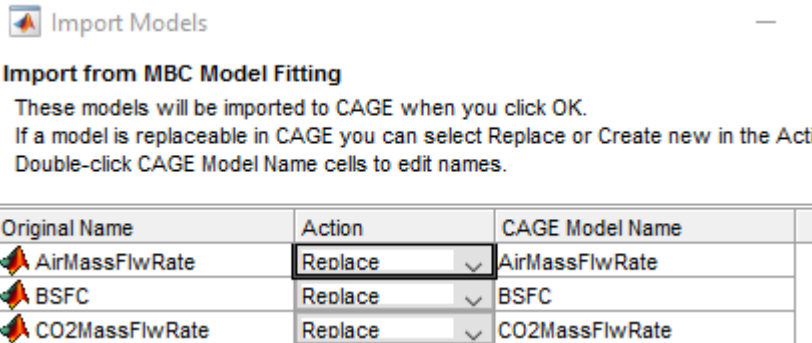 Import Models
Import from MBC Model Fitting
These models will be imported to CAGE when you click OK.
If a model is replaceable in CAGE you can select Replace or Create new in the Acti
Double-click CAGE Model Name cells to edit names.
Original Name Action CAGE Model Name
AirMassFlwRate Replace AirMassFlwRate
BSFC Replace BSFC
CO2MassFlwRate Replace CO2MassFlwRate